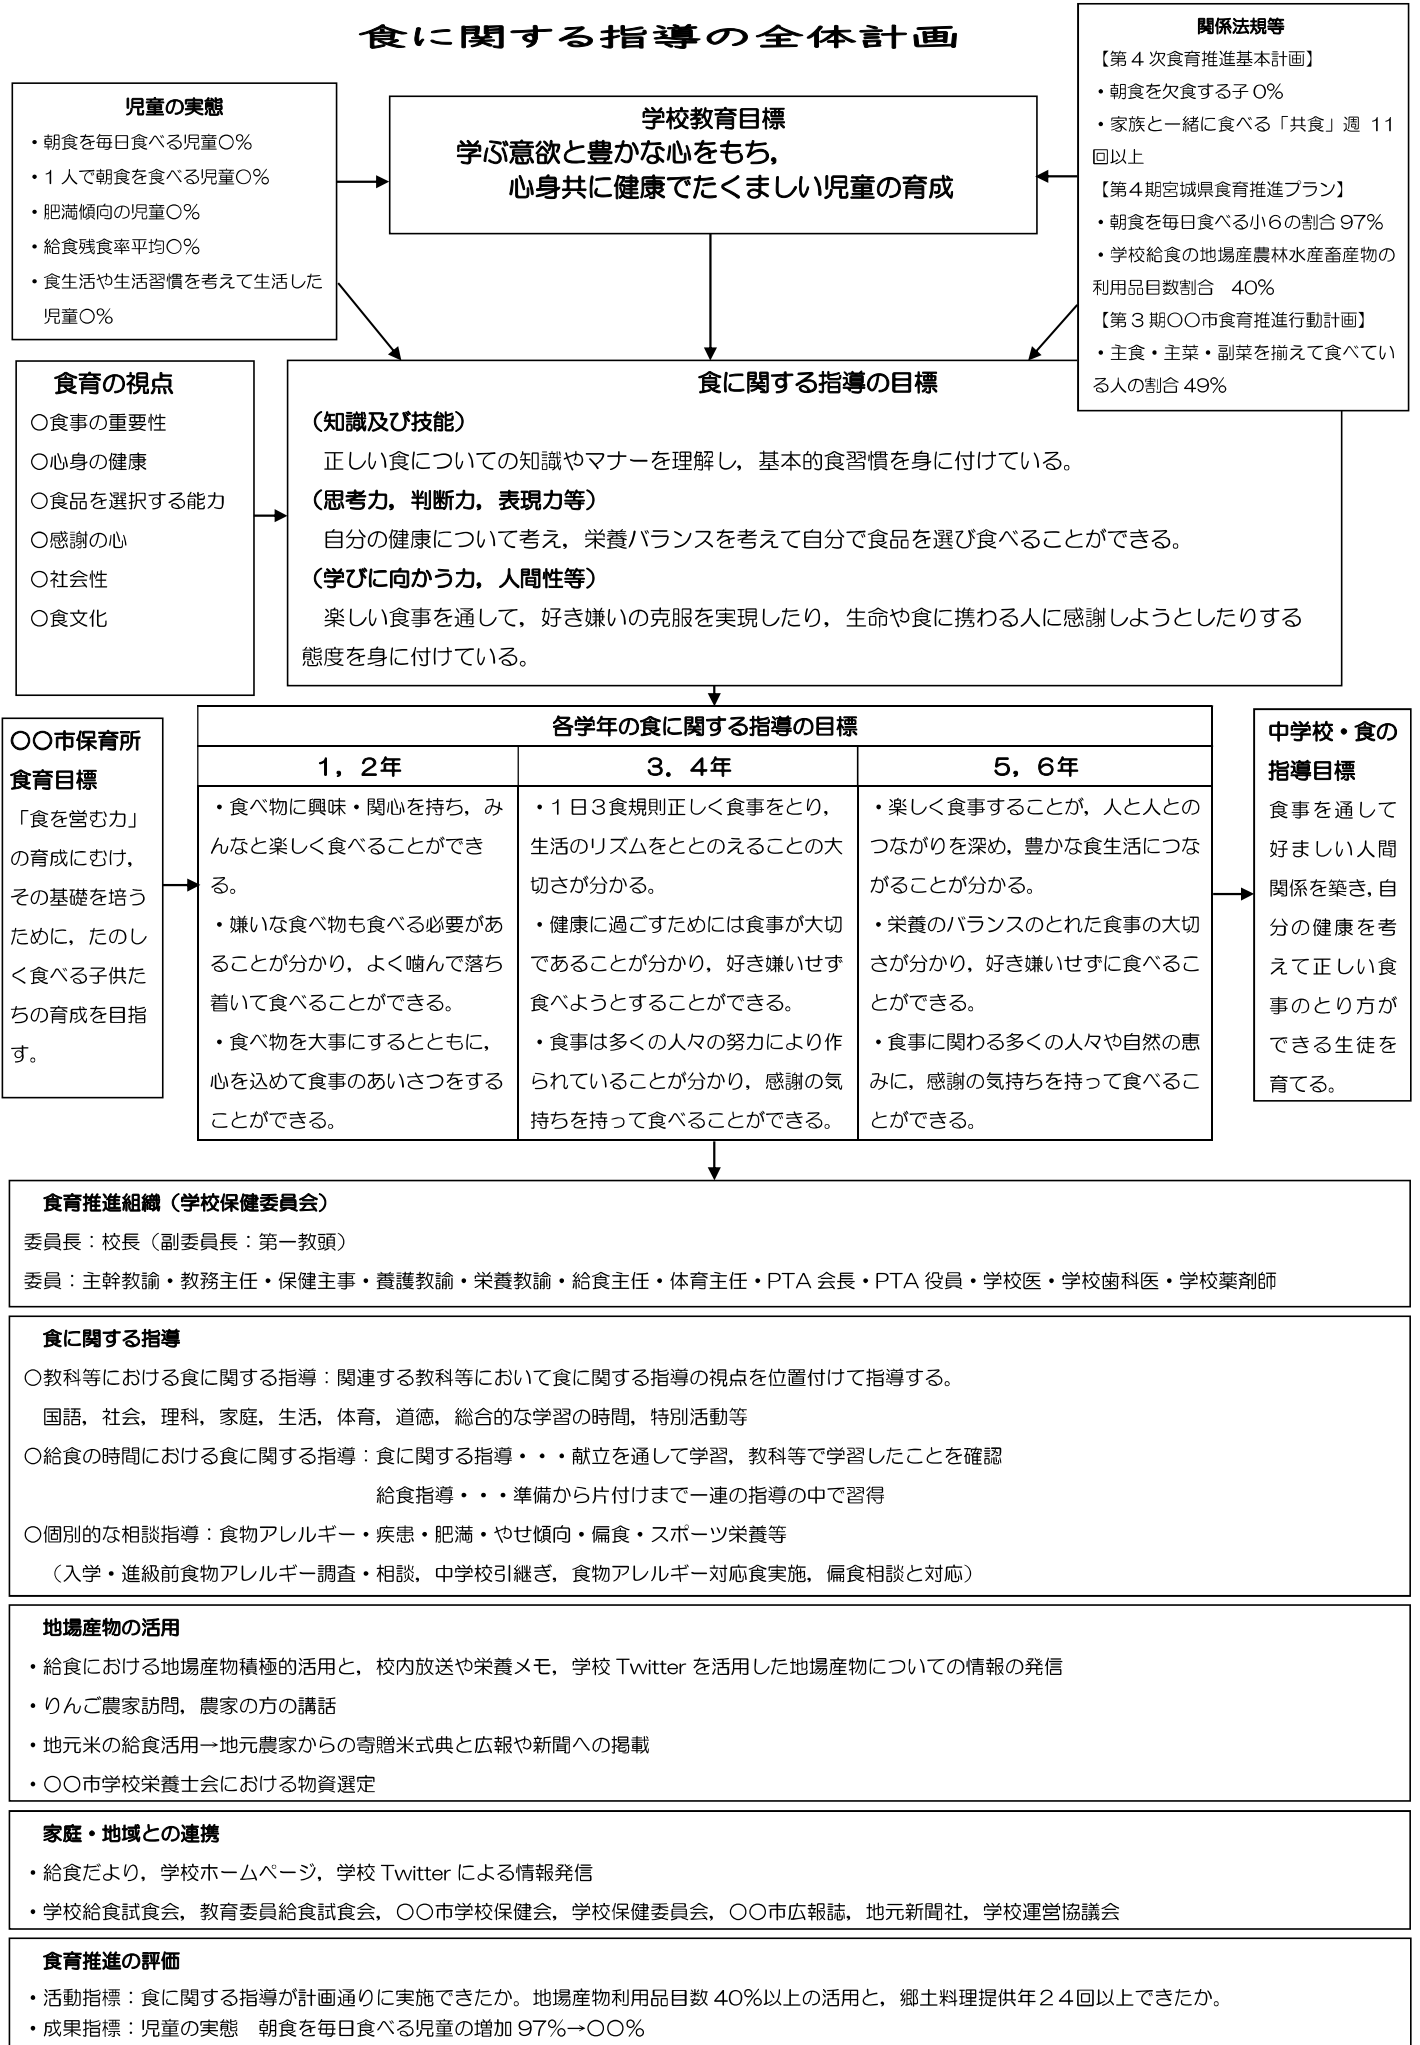 食に関する指導の全体計画
関係法規等
【第４次食育推進基本計画】
・朝食を欠食する子０％
・家族と一緒に食べる「共食」週 11
回以上
【第４期宮城県食育推進プラン】
・朝食を毎日食べる小６の割合 97％
・学校給食の地場産農林水産畜産物の
利用品目数割合　40％
【第３期〇〇市食育推進行動計画】
・主食・主菜・副菜を揃えて食べてい
る人の割合 49％
児童の実態
・朝食を毎日食べる児童〇％
・１人で朝食を食べる児童〇％
・肥満傾向の児童〇％
・給食残食率平均〇％
・食生活や生活習慣を考えて生活した
児童〇％
学校教育目標
学ぶ意欲と豊かな心をもち，
心身共に健康でたくましい児童の育成
食育の視点
〇食事の重要性
〇心身の健康
〇食品を選択する能力
〇感謝の心
〇社会性
〇食文化
食に関する指導の目標
（知識及び技能）
正しい食についての知識やマナーを理解し，基本的食習慣を身に付けている。
（思考力，判断力，表現力等）
自分の健康について考え，栄養バランスを考えて自分で食品を選び食べることができる。
（学びに向かう力，人間性等）
楽しい食事を通して，好き嫌いの克服を実現したり，生命や食に携わる人に感謝しようとしたりする
態度を身に付けている。
〇〇市保育所
食育目標
「食を営む力」
の育成にむけ，
その基礎を培う
ために，たのし
く食べる子供た
ちの育成を目指
す。
各学年の食に関する指導の目標
１，２年
・食べ物に興味・関心を持ち，み
んなと楽しく食べることができ
る。
・嫌いな食べ物も食べる必要があ
ることが分かり，よく噛んで落ち
着いて食べることができる。
・食べ物を大事にするとともに，
心を込めて食事のあいさつをする
ことができる。
３．４年
・１日３食規則正しく食事をとり，
生活のリズムをととのえることの大
切さが分かる。
・健康に過ごすためには食事が大切
であることが分かり，好き嫌いせず
食べようとすることができる。
・食事は多くの人々の努力により作
られていることが分かり，感謝の気
持ちを持って食べることができる。
５，６年
・楽しく食事することが，人と人との
つながりを深め，豊かな食生活につな
がることが分かる。
・栄養のバランスのとれた食事の大切
さが分かり，好き嫌いせずに食べるこ
とができる。
・食事に関わる多くの人々や自然の恵
みに，感謝の気持ちを持って食べるこ
とができる。
中学校・食の
指導目標
食事を通して
好ましい人間
関係を築き，自
分の健康を考
えて正しい食
事のとり方が
できる生徒を
育てる。
食育推進組織（学校保健委員会）
委員長：校長（副委員長：第一教頭）
委員：主幹教諭・教務主任・保健主事・養護教諭・栄養教諭・給食主任・体育主任・PTA 会長・PTA 役員・学校医・学校歯科医・学校薬剤師
食に関する指導
〇教科等における食に関する指導：関連する教科等において食に関する指導の視点を位置付けて指導する。
国語，社会，理科，家庭，生活，体育，道徳，総合的な学習の時間，特別活動等
〇給食の時間における食に関する指導：食に関する指導・・・献立を通して学習，教科等で学習したことを確認
給食指導・・・準備から片付けまで一連の指導の中で習得
〇個別的な相談指導：食物アレルギー・疾患・肥満・やせ傾向・偏食・スポーツ栄養等
（入学・進級前食物アレルギー調査・相談，中学校引継ぎ，食物アレルギー対応食実施，偏食相談と対応）
地場産物の活用
・給食における地場産物積極的活用と，校内放送や栄養メモ，学校 Twitter を活用した地場産物についての情報の発信
・りんご農家訪問，農家の方の講話
・地元米の給食活用→地元農家からの寄贈米式典と広報や新聞への掲載
・〇〇市学校栄養士会における物資選定
家庭・地域との連携
・給食だより，学校ホームページ，学校 Twitter による情報発信
・学校給食試食会，教育委員給食試食会，〇〇市学校保健会，学校保健委員会，〇〇市広報誌，地元新聞社，学校運営協議会
食育推進の評価
・活動指標：食に関する指導が計画通りに実施できたか。地場産物利用品目数 40％以上の活用と，郷土料理提供年２４回以上できたか。
・成果指標：児童の実態　朝食を毎日食べる児童の増加 97％→〇〇％